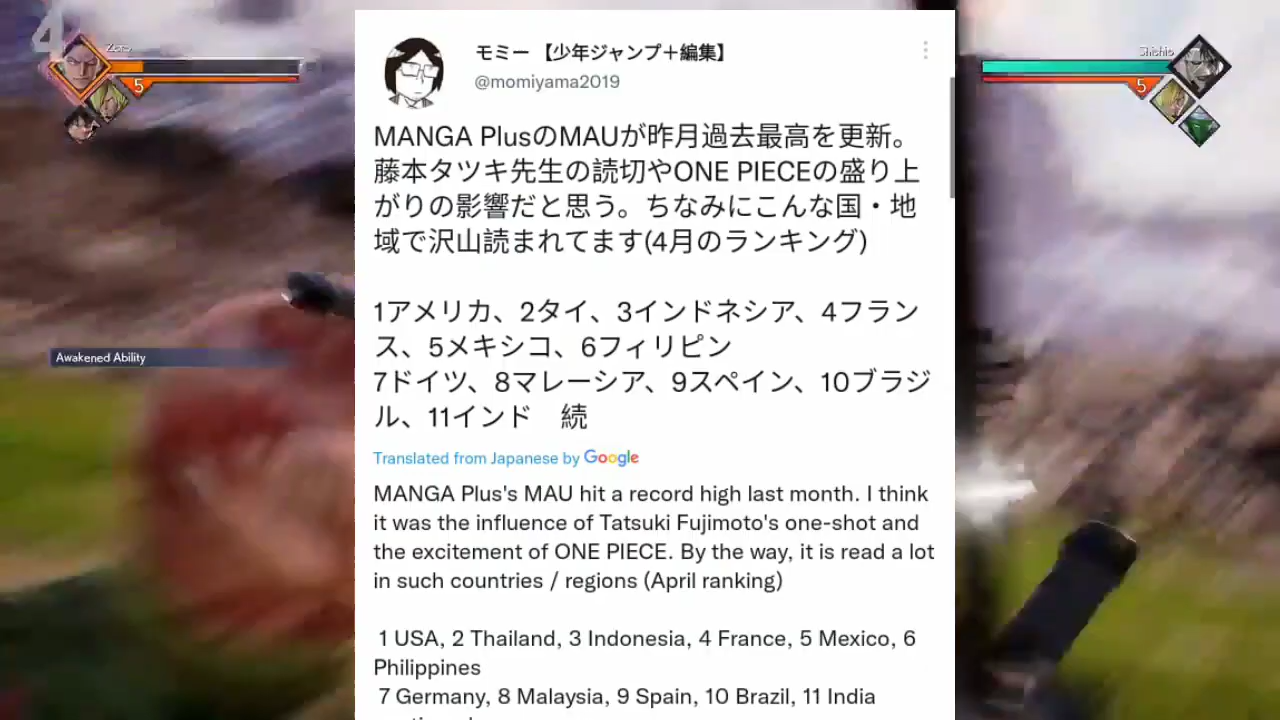 4
Zoro
5
Awakened Ability
モミー 【少年ジャンプ＋編集】
@momiyama2019
MANGA PlusのMAUが昨月過去最高を更新。
藤本タツキ先生の読切やONE PIECEの盛り上
がりの影響だと思う。ちなみにこんな国・地
域で沢山読まれてます(4月のランキング)
1アメリカ、2タイ、3インドネシア、4フラン
ス、5メキシコ、6フィリピン
7ドイツ、8マレーシア、9スペイン、10ブラジ
ル、11インド　続
Translated from Japanese by Google
MANGA Plus's MAU hit a record high last month. I think
it was the influence of Tatsuki Fujimoto's one-shot and
the excitement of ONE PIECE. By the way, it is read a lot
in such countries / regions (April ranking)
1 USA, 2 Thailand, 3 Indonesia, 4 France, 5 Mexico, 6
Philippines
7 Germany, 8 Malaysia, 9 Spain, 10 Brazil, 11 India
Shishio
5